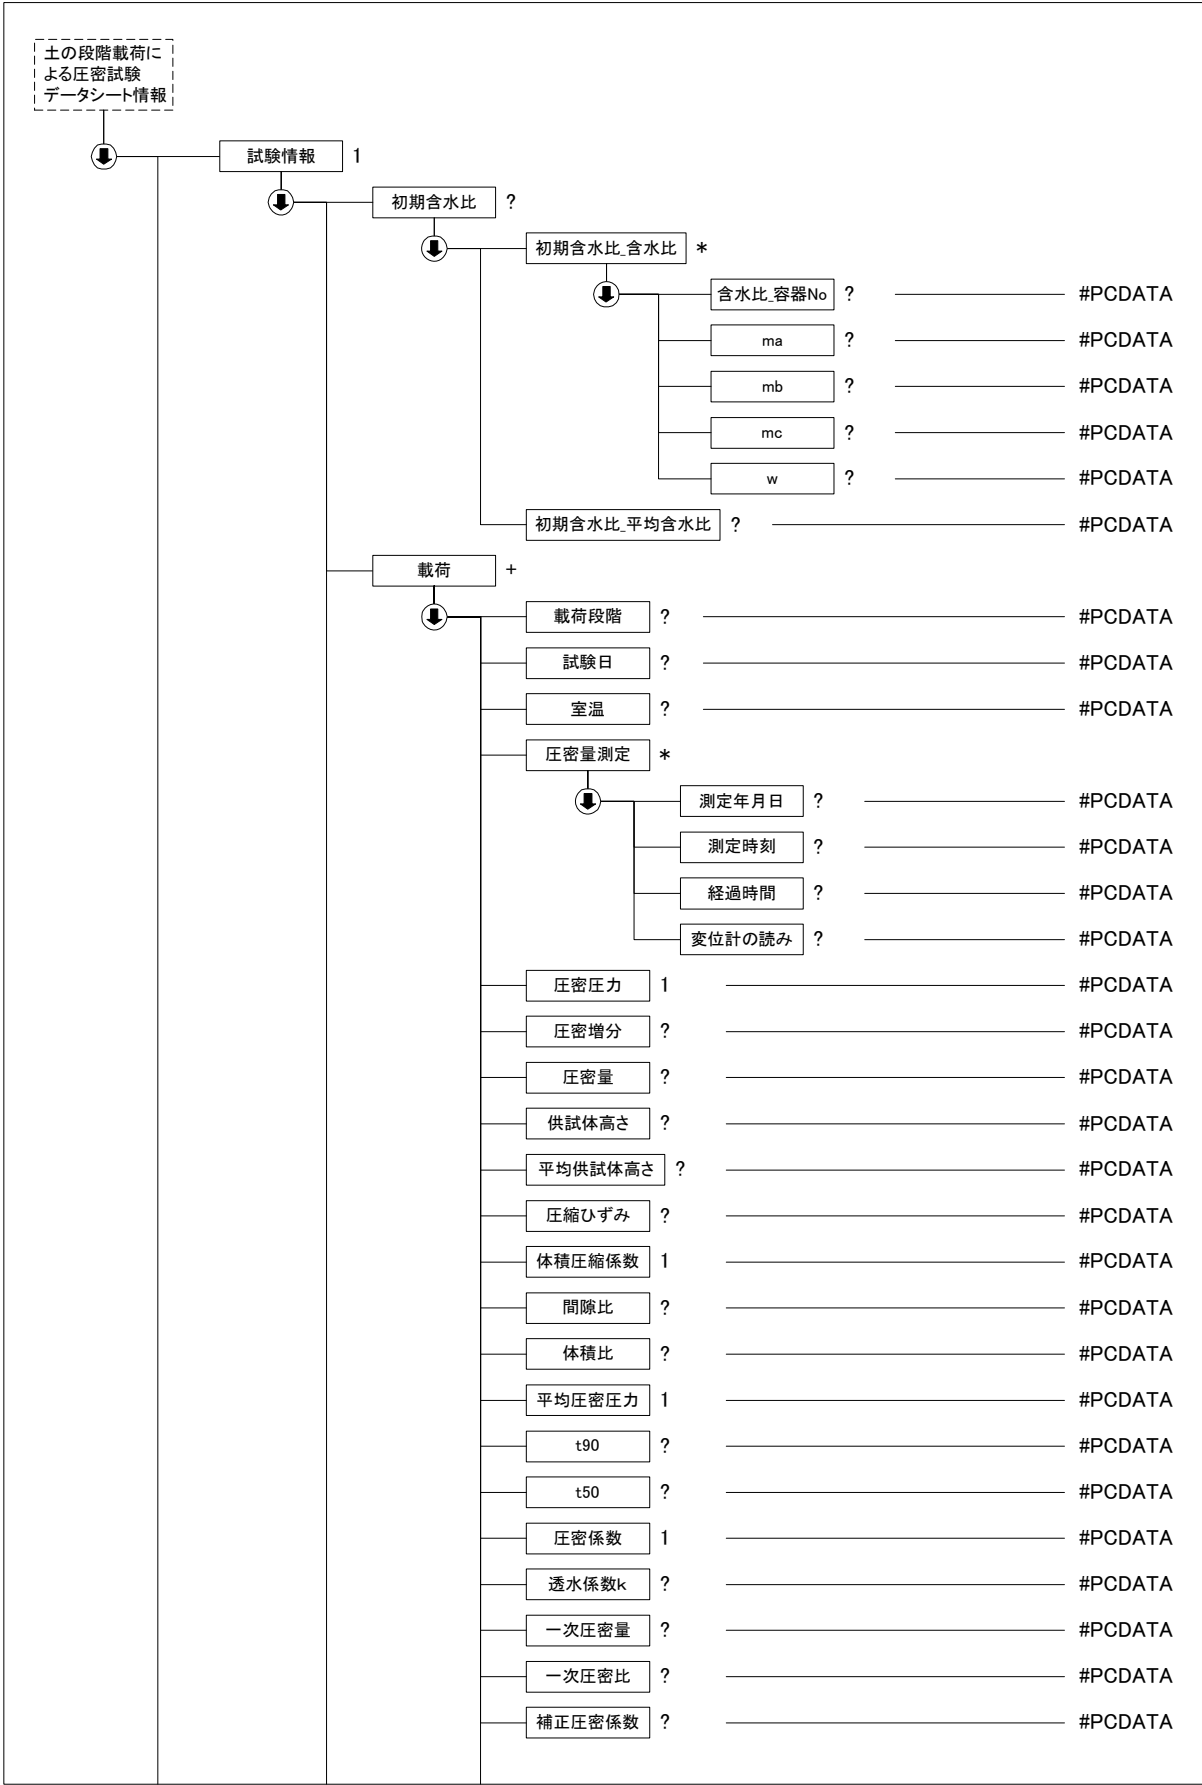 土の段階載荷に
よる圧密試験
データシート情報
試験情報 1
初期含水比 ?
初期含水比_含水比 *
含水比_容器No ? #PCDATA
ma ? #PCDATA
mb ? #PCDATA
mc ? #PCDATA
w ? #PCDATA
初期含水比_平均含水比 ? #PCDATA
載荷 +
載荷段階 ? #PCDATA
試験日 ? #PCDATA
室温 ? #PCDATA
圧密量測定 *
測定年月日 ? #PCDATA
測定時刻 ? #PCDATA
経過時間 ? #PCDATA
変位計の読み ? #PCDATA
圧密圧力 1 #PCDATA
圧密増分 ? #PCDATA
圧密量 ? #PCDATA
供試体高さ ? #PCDATA
平均供試体高さ ? #PCDATA
圧縮ひずみ ? #PCDATA
体積圧縮係数 1 #PCDATA
間隙比 ? #PCDATA
体積比 ? #PCDATA
平均圧密圧力 1 #PCDATA
t90 ? #PCDATA
t50 ? #PCDATA
圧密係数 1 #PCDATA
透水係数k ? #PCDATA
一次圧密量 ? #PCDATA
一次圧密比 ? #PCDATA
補正圧密係数 ? #PCDATA